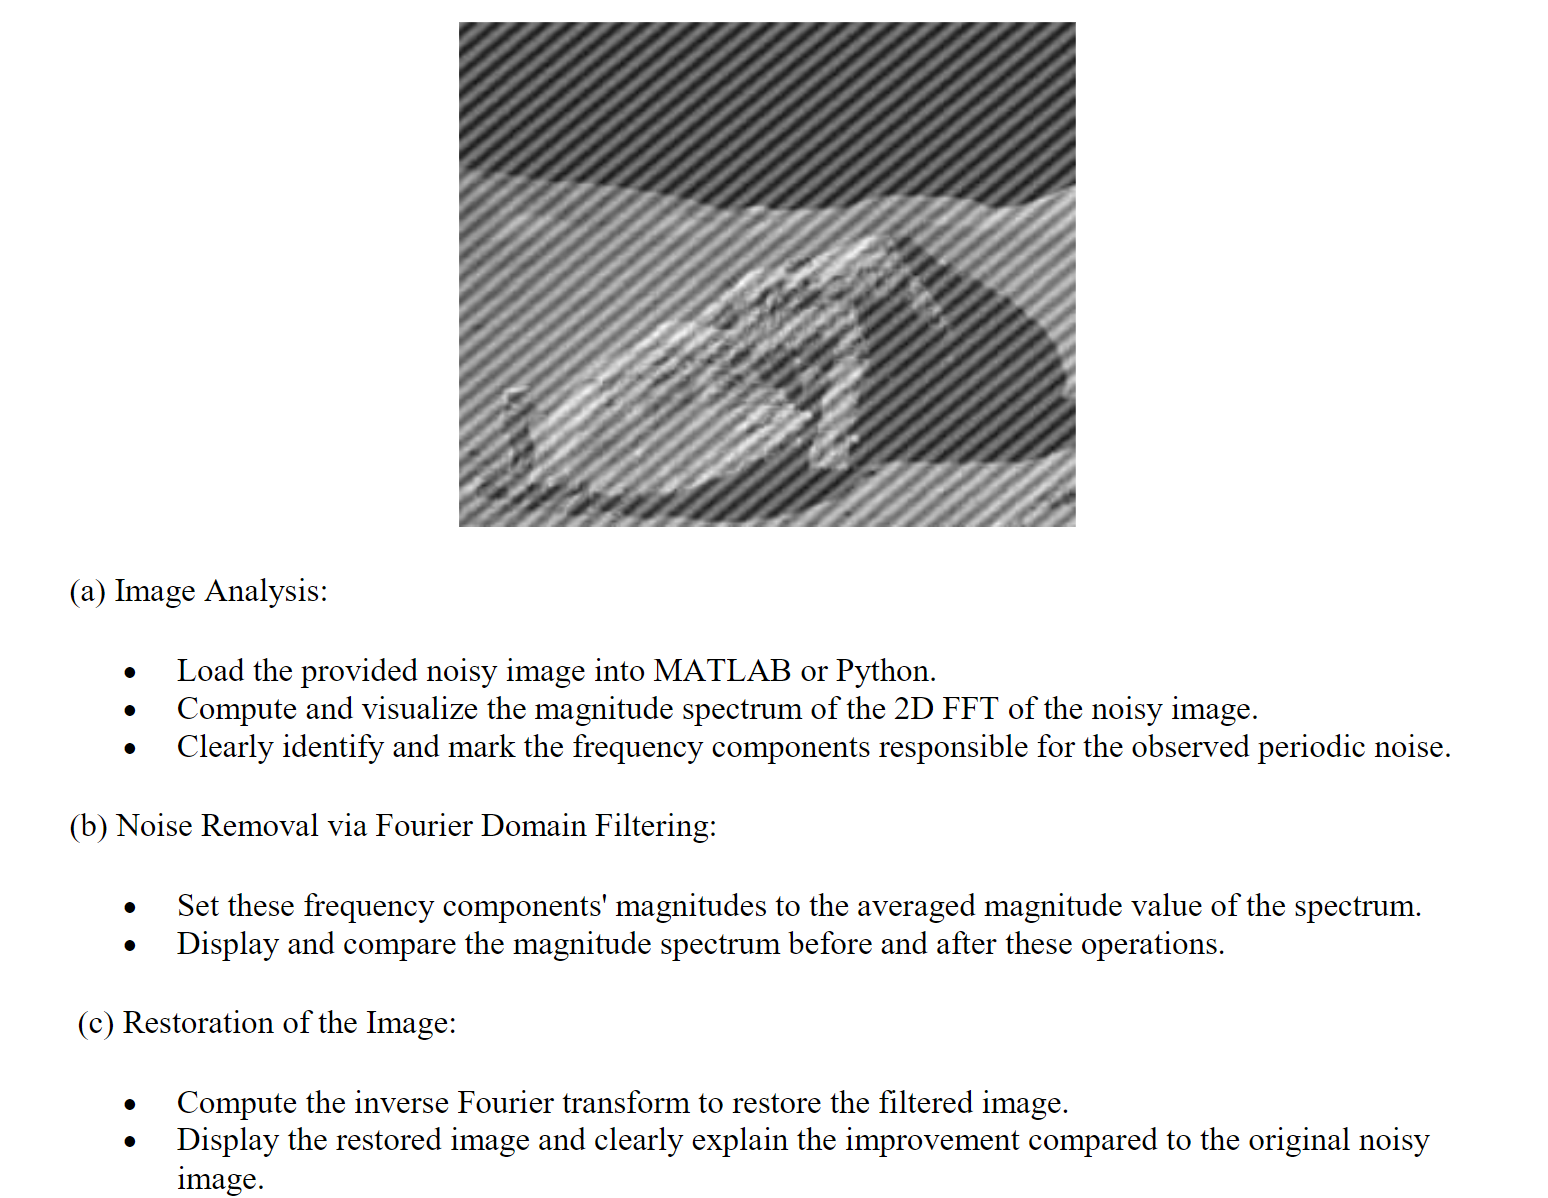 (a) Image Analysis:
• Load the provided noisy image into MATLAB or Python.
• Compute and visualize the magnitude spectrum of the 2D FFT of the noisy image.
• Clearly identify and mark the frequency components responsible for the observed periodic noise.
(b) Noise Removal via Fourier Domain Filtering:
• Set these frequency components' magnitudes to the averaged magnitude value of the spectrum.
• Display and compare the magnitude spectrum before and after these operations.
(c) Restoration of the Image:
• Compute the inverse Fourier transform to restore the filtered image.
• Display the restored image and clearly explain the improvement compared to the original noisy
image.